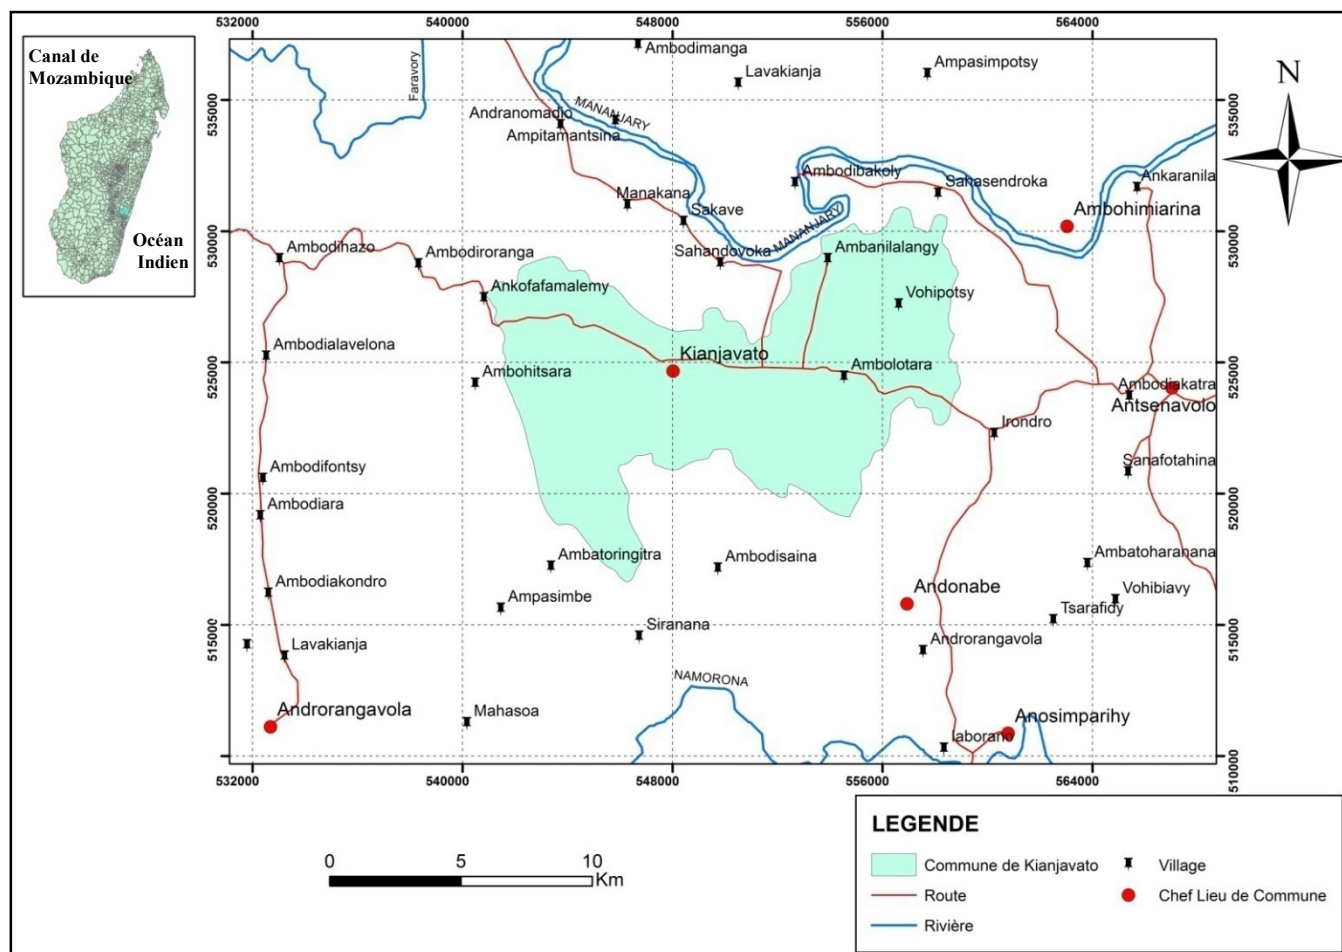 Canal de
Mozambique
Océan
Indien
532000
540000
548000
556000
564000
N
535000
530000
525000
520000
515000
535000
530000
525000
520000
515000
510000
Faravory
Ambodimanga
Lavakianja
Ampasimpotsy
MANANJARY
Andranomadio
Ampitamantsina
Ambodibakoly
Sahasendroka
Ankaranila
Manakana
Sakave
MANANJARY
Ambohimiarina
Ambodihazo
Ambodiroranga
Sahandovoka
Ambanilalangy
Ankofafamalemy
Vohipotsy
Ambodialavelona
Kianjavato
Ambohitsara
Ambolotara
Ambodiakatra
Antsenavolo
Irondro
Ambodifontsy
Sanafotahina
Ambodiara
Ambatoringitra
Ambodisaina
Ambatoharanana
Ambodiakondro
Ampasimbe
Andonabe
Vohibiavy
Tsarafidy
Siranana
Lavakianja
Androrangavola
NAMORONA
Androrangavola
Mahasoa
Anosimparihy
Iaborano
532000
540000
548000
556000
564000
0
5
10
Km
LEGENDE
Commune de Kianjavato
Village
Route
Chef Lieu de Commune
Rivière